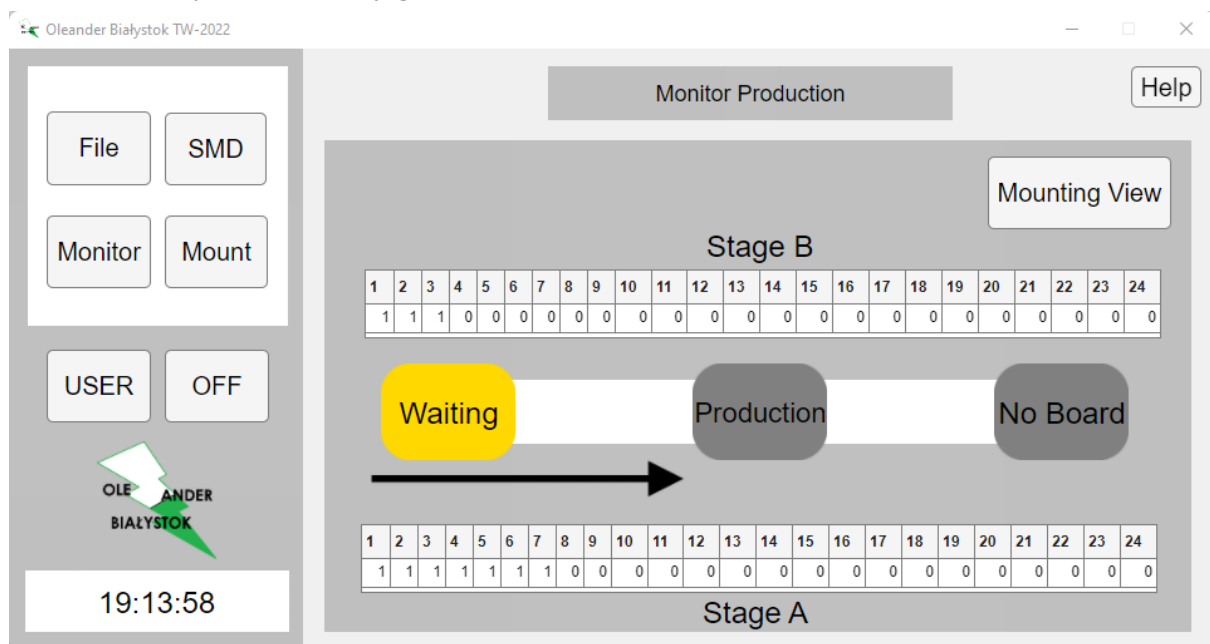 Oleander Białystok TW-2022
Monitor Production
Help
File SMD
Monitor Mount
USER OFF
OLE ANDER
BIAŁYSTOK
19:13:58
Mounting View
Stage B
1 2 3 4 5 6 7 8 9 10 11 12 13 14 15 16 17 18 19 20 21 22 23 24
1 1 1 0 0 0 0 0 0 0 0 0 0 0 0 0 0 0 0 0 0 0 0 0
Waiting Production No Board
1 2 3 4 5 6 7 8 9 10 11 12 13 14 15 16 17 18 19 20 21 22 23 24
1 1 1 1 1 1 1 0 0 0 0 0 0 0 0 0 0 0 0 0 0 0 0 0
Stage A